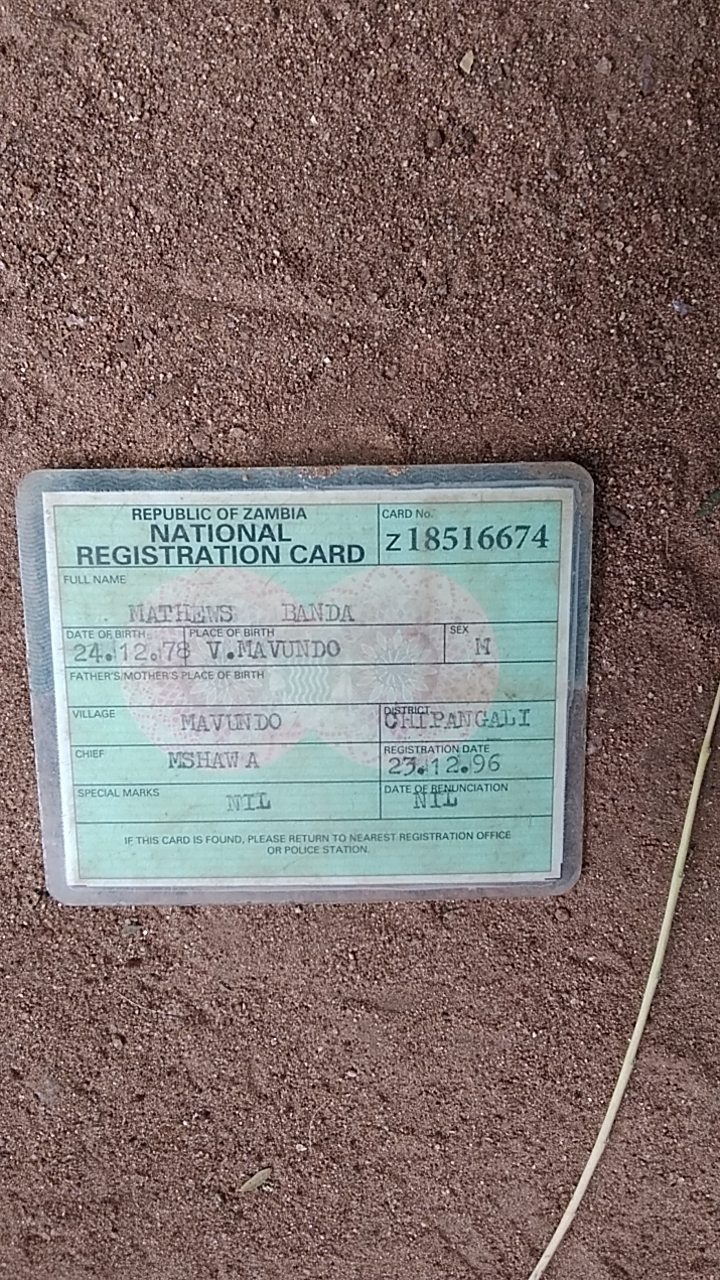 REPUBLIC OF ZAMBIA
NATIONAL
REGISTRATION CARD
CARD No.
Z18516674
FULL NAME
MATHEWS BANDA
DATE OF BIRTH
24.12.78
PLACE OF BIRTH
V.MAVUNDO
SEX
M
FATHER'S/MOTHER'S PLACE OF BIRTH
VILLAGE
MAVUNDO
DISTRICT
CHIPANGALI
CHIEF
MSHAWA
REGISTRATION DATE
23.12.96
SPECIAL MARKS
NIL
DATE OF RENUNCIATION
NIL
IF THIS CARD IS FOUND, PLEASE RETURN TO NEAREST REGISTRATION OFFICE
OR POLICE STATION.